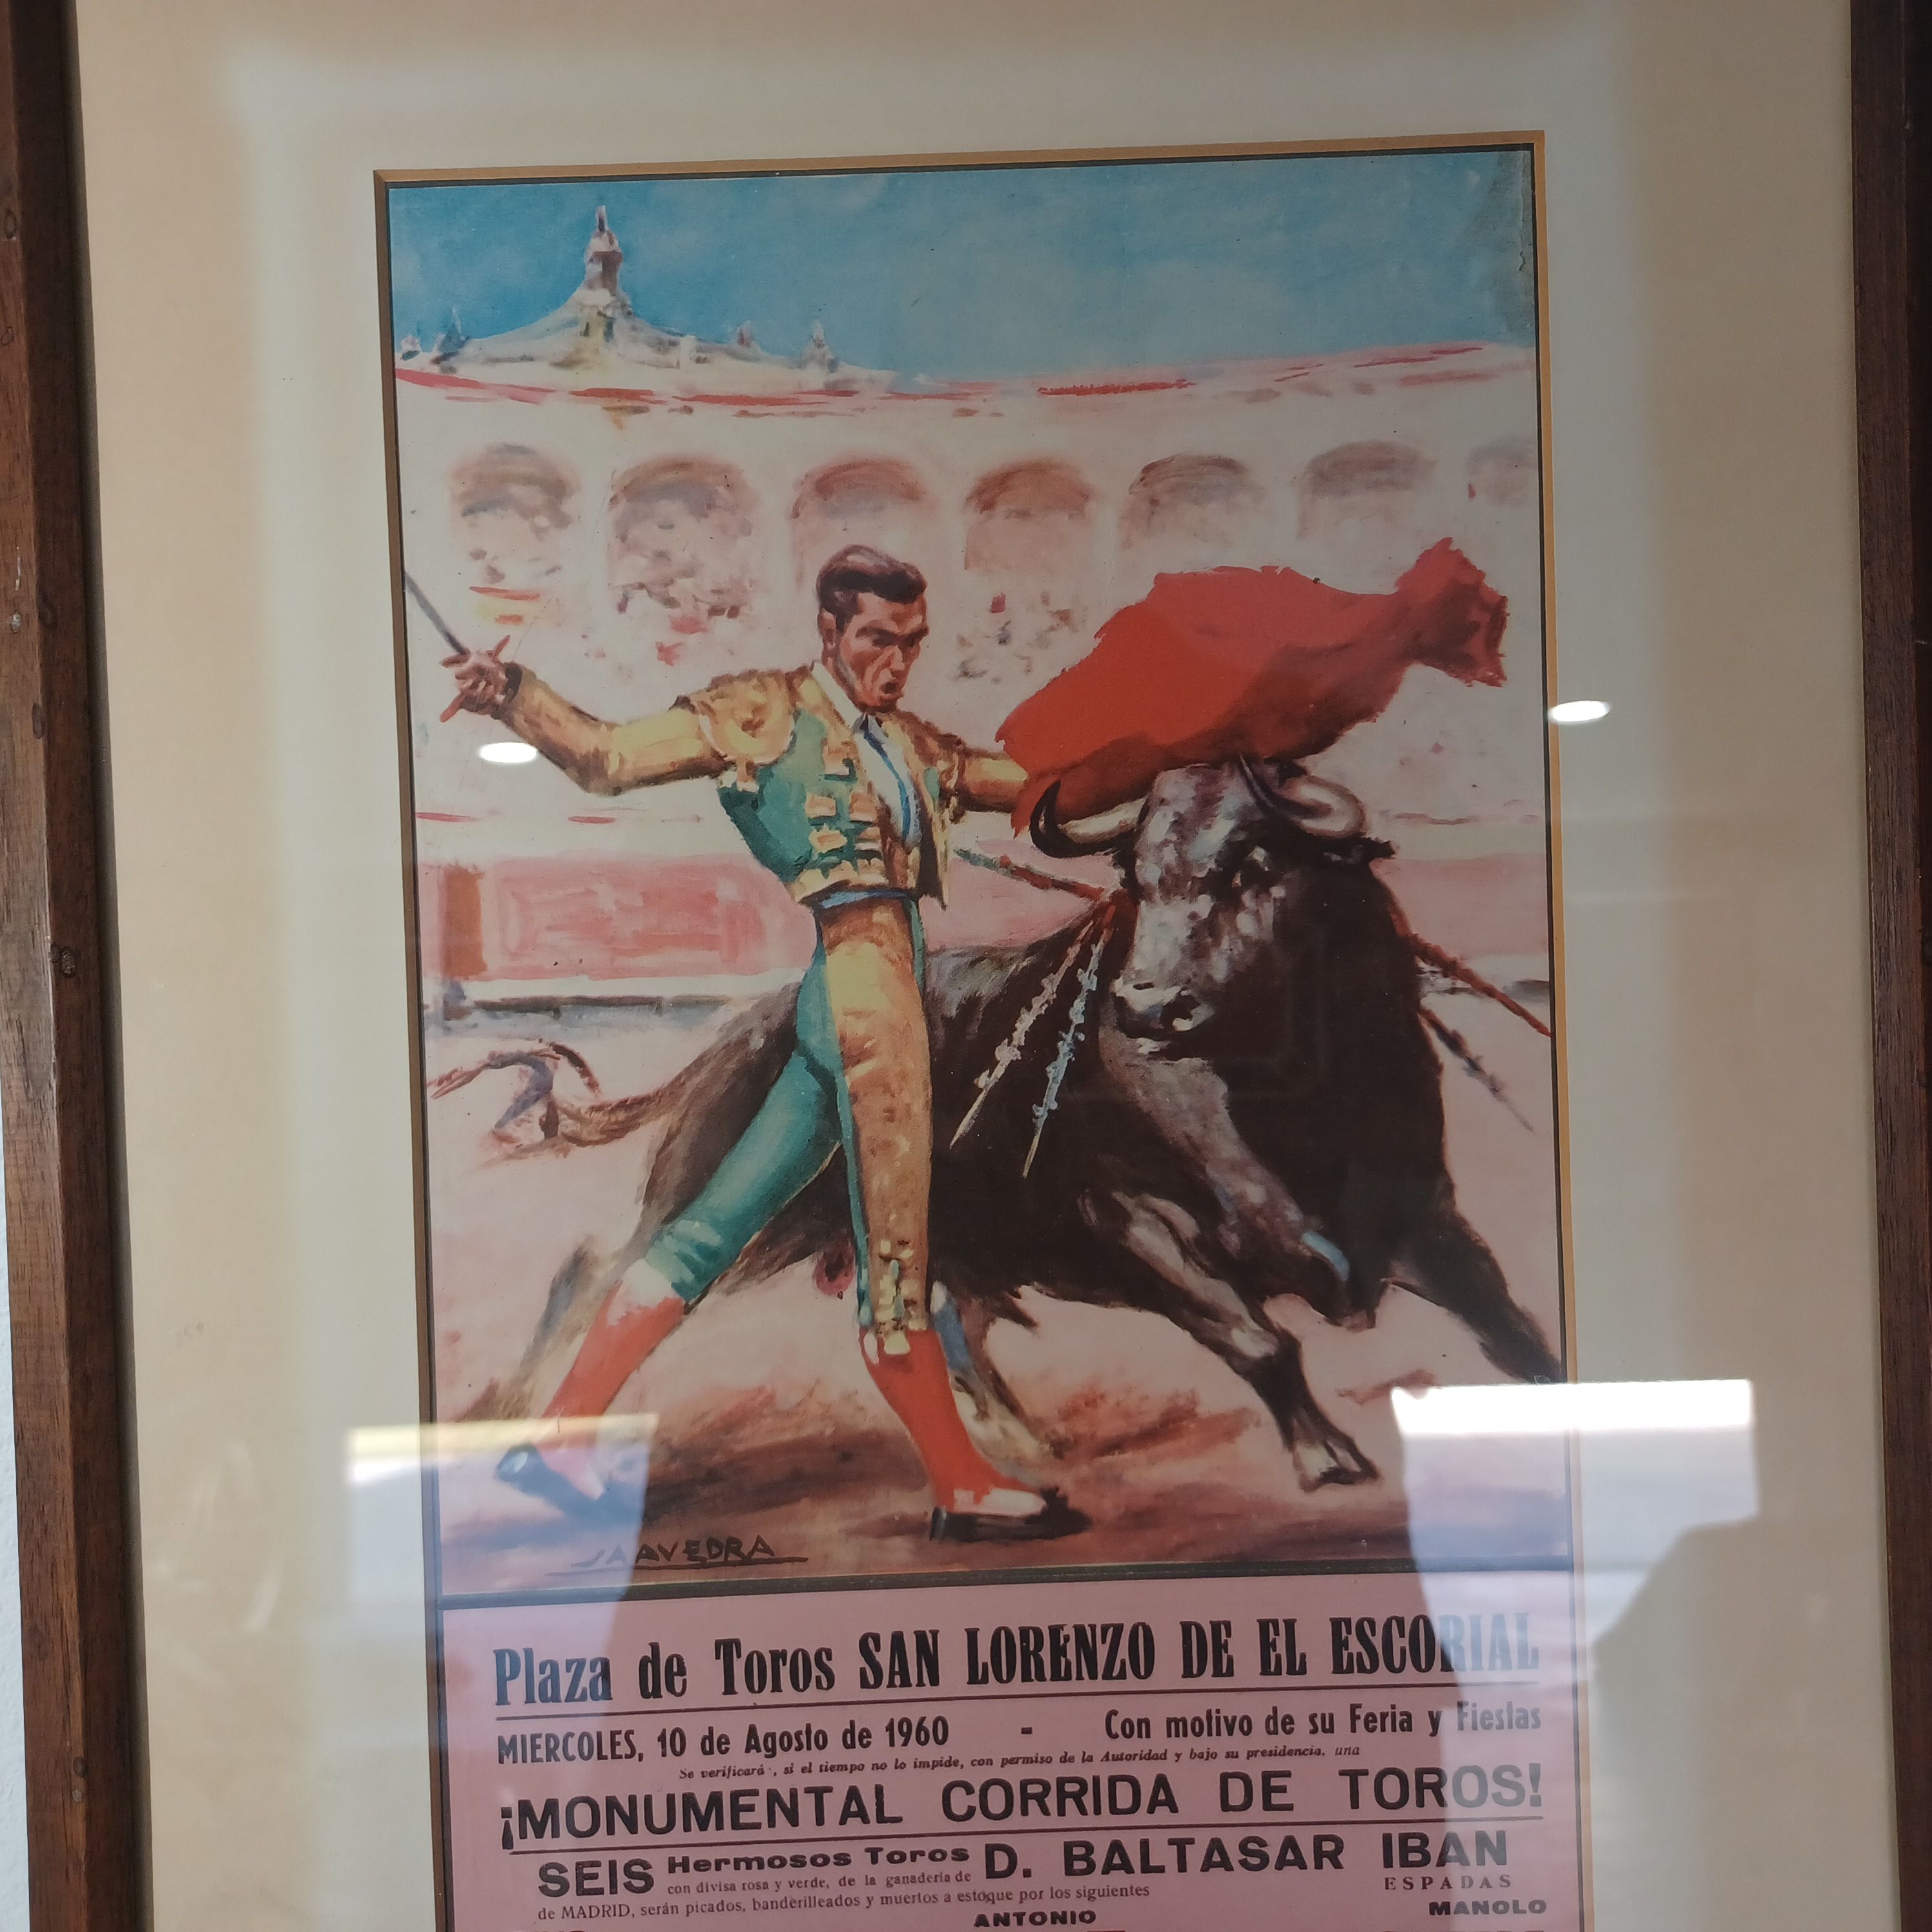 SAAVEDRA
Plaza de Toros SAN LORENZO DE EL ESCORIAL
MIERCOLES, 10 de Agosto de 1960 - Con motivo de su Feria y Fiestas
Se verificará, si el tiempo no lo impide, con permiso de la Autoridad y bajo su presidencia, una
¡MONUMENTAL CORRIDA DE TOROS!
SEIS Hermosos Toros D. BALTASAR IBAN
con divisa rosa y verde, de la ganadería de
ESPADAS
de MADRID, serán picados, banderilleados y muertos a estoque por los siguientes
ANTONIO MANOLO